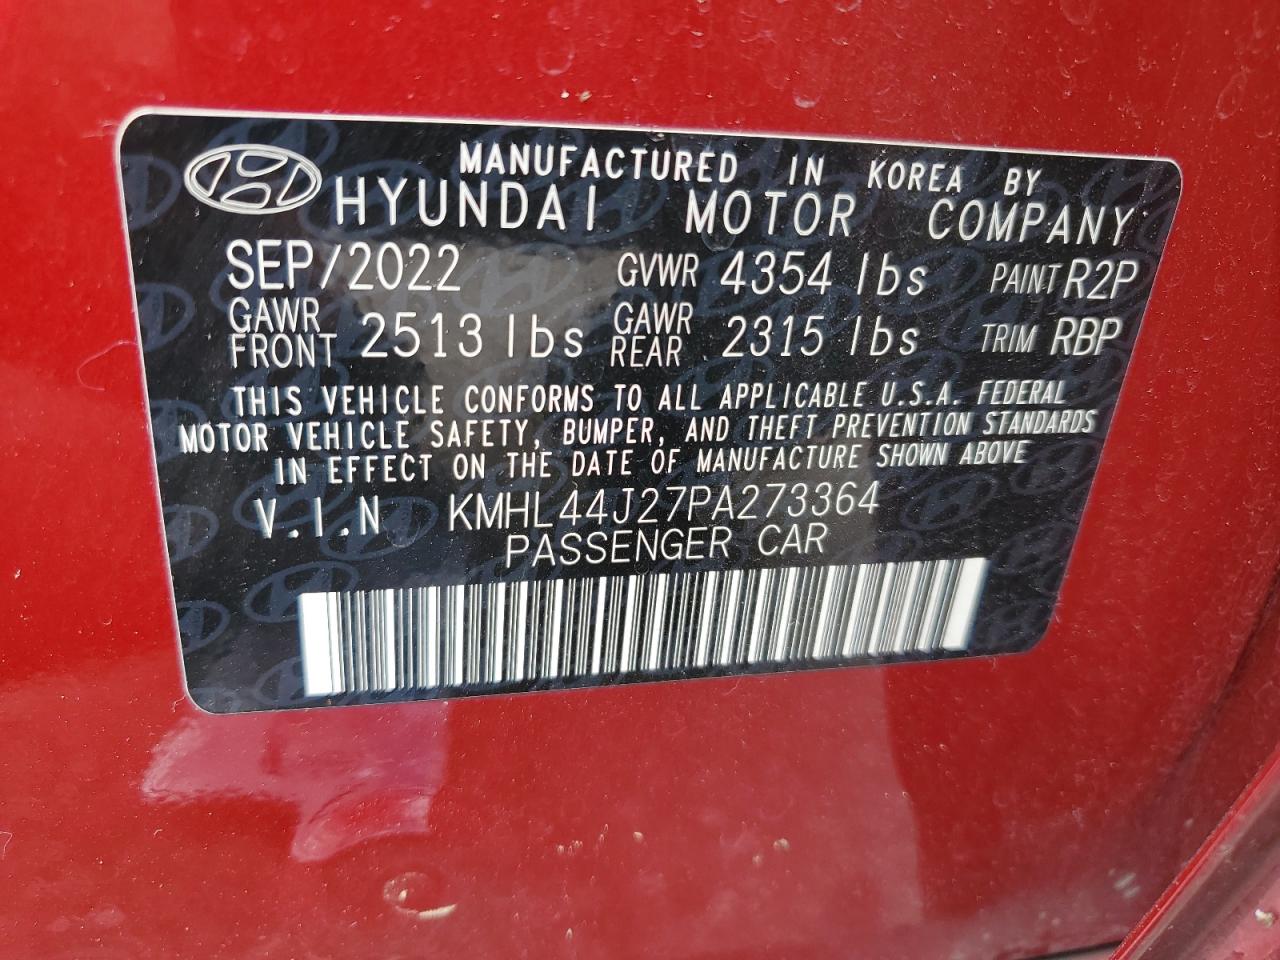 MANUFACTURED IN KOREA BY
HYUNDAI MOTOR COMPANY
SEP/2022 GVWR 4354 lbs PAINT R2P
GAWR FRONT 2513 lbs GAWR REAR 2315 lbs TRIM RBP
THIS VEHICLE CONFORMS TO ALL APPLICABLE U.S.A. FEDERAL
MOTOR VEHICLE SAFETY, BUMPER, AND THEFT PREVENTION STANDARDS
IN EFFECT ON THE DATE OF MANUFACTURE SHOWN ABOVE
V.I.N KMHL44J27PA273364
PASSENGER CAR